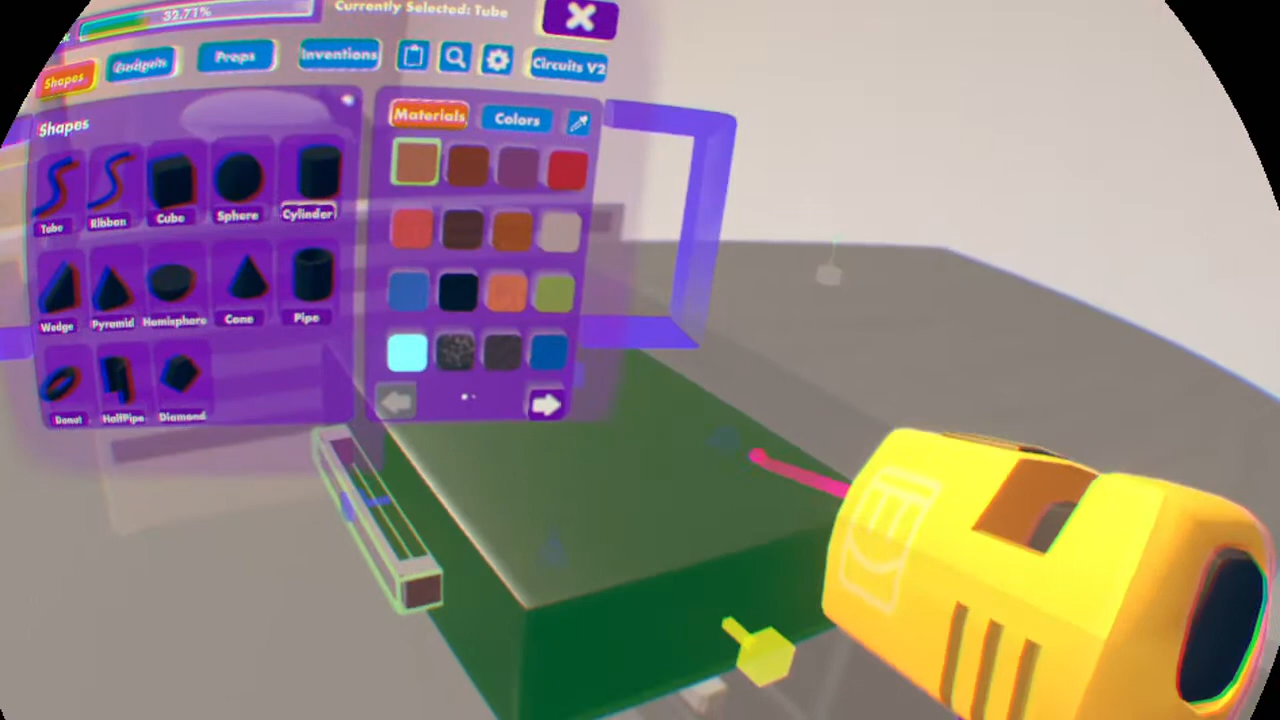 32.71%
Currently Selected: Tube
Shapes
Gadgets
Props
Inventions
Circuits V2
Shapes
Materials
Colors
Tube
Ribbon
Cube
Sphere
Cylinder
Wedge
Pyramid
Hemisphere
Cone
Pipe
Donut
HalfPipe
Diamond